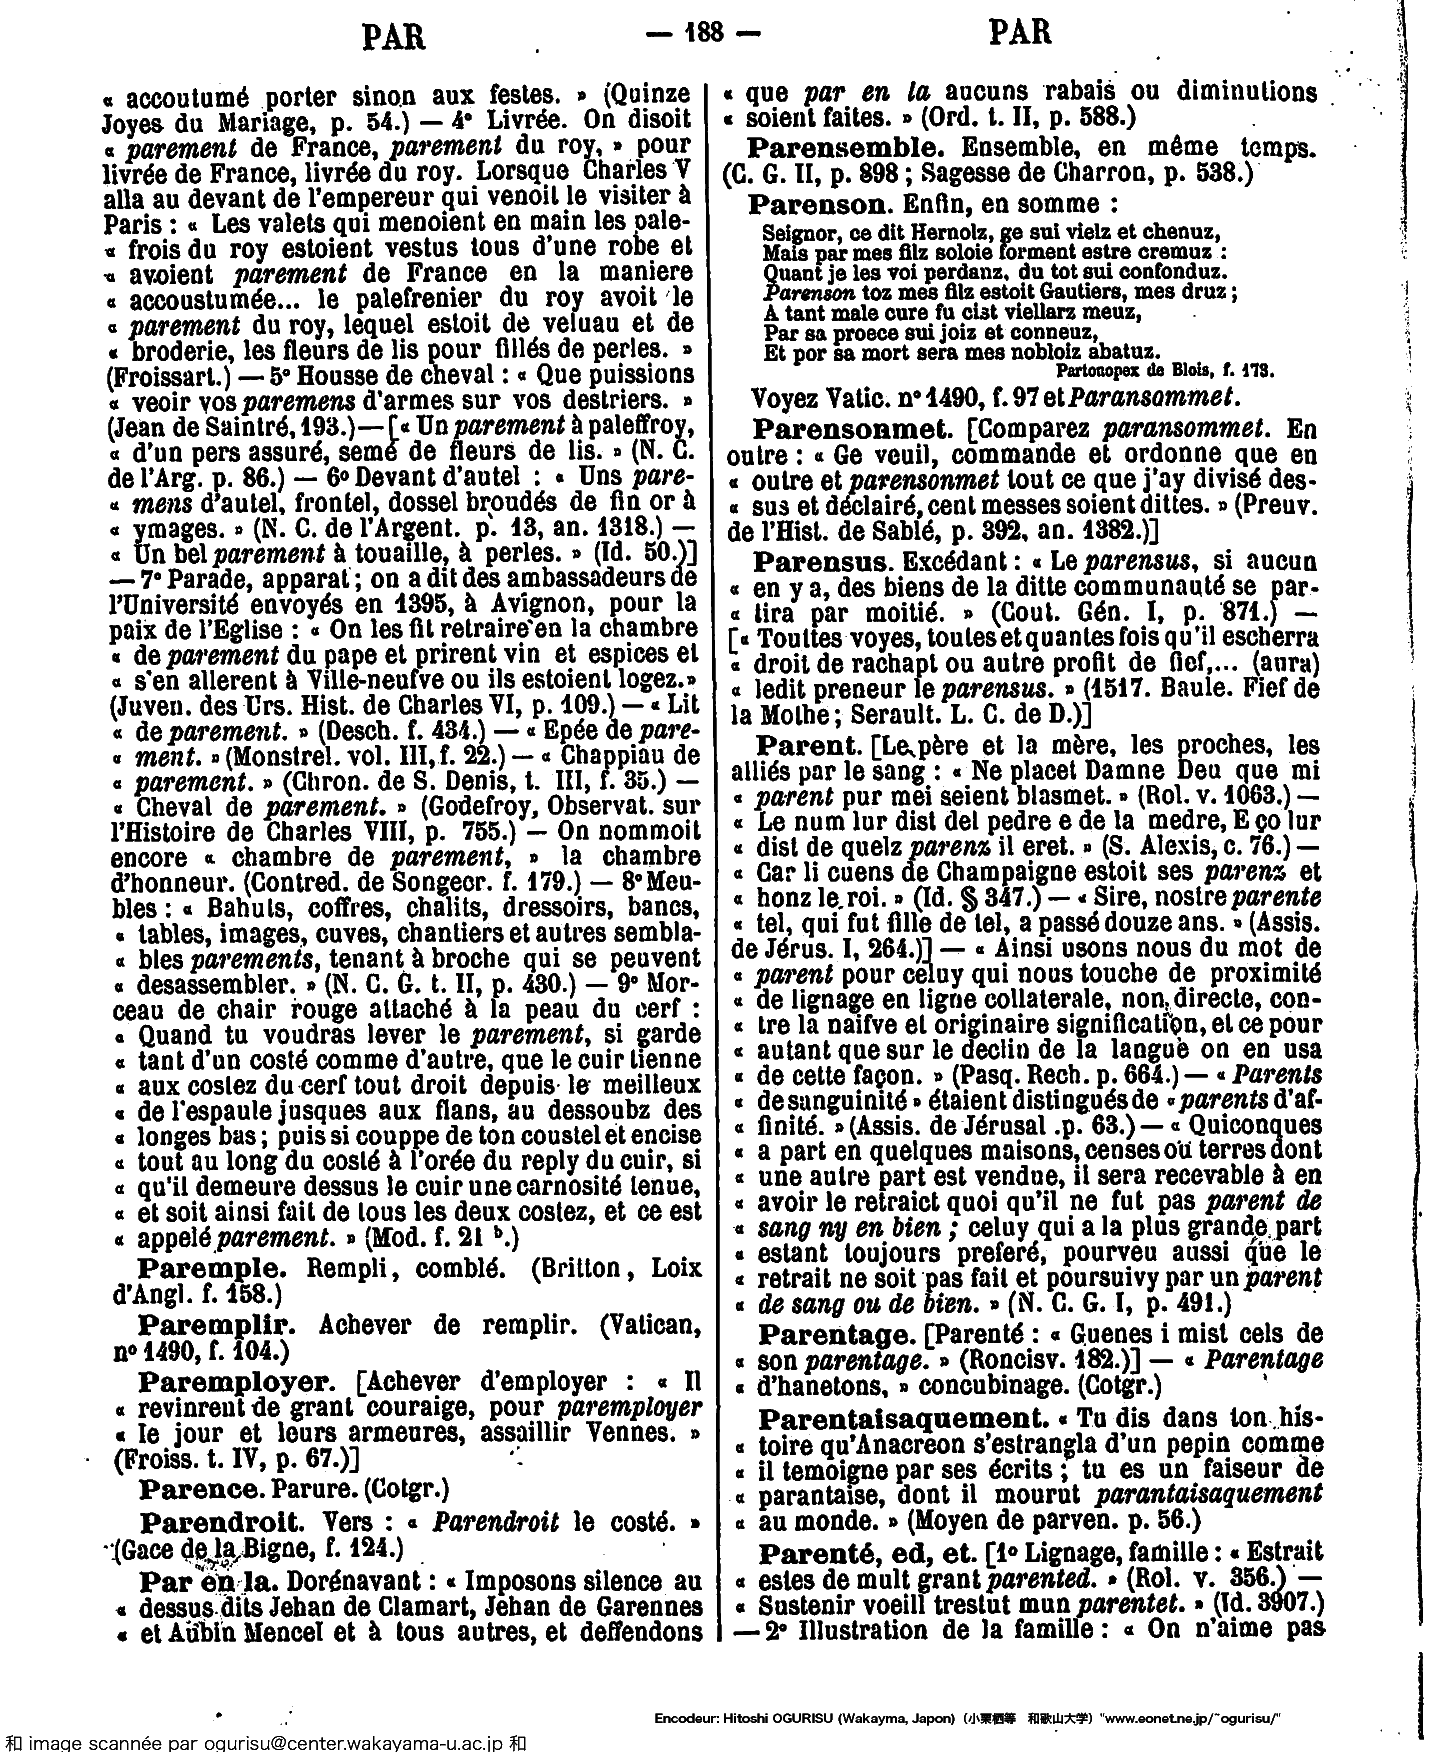 PAR — 188 — PAR
« accoutumé porter sinon aux festes. » (Quinze
Joyes du Mariage, p. 54.) — 4° Livrée. On disoit
« parement de France, parement du roy, » pour
livrée de France, livrée du roy. Lorsque Charles V
alla au devant de l'empereur qui venoit le visiter à
Paris : « Les valets qui menoient en main les pale-
« frois du roy estoient vestus tous d'une robe et
« avoient parement de France en la maniere
« accoustumée... le palefrenier du roy avoit le
« parement du roy, lequel estoit de veluau et de
« broderie, les fleurs de lis pour fillés de perles. »
(Froissart.) — 5° Housse de cheval : « Que puissions
« veoir vos paremens d'armes sur vos destriers. »
(Jean de Saintré, 193.) — [« Un parement à paleffroy,
« d'un pers assuré, semé de fleurs de lis. » (N. C.
de l'Arg. p. 86.) — 6° Devant d'autel : « Uns pare-
« mens d'autel, frontel, dossel broudés de fin or à
« ymages. » (N. C. de l'Argent. p. 13, an. 1318.) —
« Un bel parement à touaille, à perles. » (Id. 50.)]
— 7° Parade, apparat ; on a dit des ambassadeurs de
l'Université envoyés en 1395, à Avignon, pour la
paix de l'Eglise : « On les fit retraire en la chambre
« de parement du pape et prirent vin et espices et
« s'en allerent à Ville-neufve ou ils estoient logez. »
(Juven. des Urs. Hist. de Charles VI, p. 109.) — « Lit
« de parement. » (Desch. f. 434.) — « Epée de pare-
« ment. » (Monstrel. vol. III, f. 22.) — « Chappiau de
« parement. » (Chron. de S. Denis, t. III, f. 35.) —
« Cheval de parement. » (Godefroy, Observat. sur
l'Histoire de Charles VIII, p. 755.) — On nommoit
encore « chambre de parement, » la chambre
d'honneur. (Contred. de Songecr. f. 179.) — 8° Meu-
bles : « Bahuts, coffres, chalits, dressoirs, bancs,
« tables, images, cuves, chantiers et autres sembla-
« bles parements, tenant à broche qui se peuvent
« desassembler. » (N. C. G. t. II, p. 430.) — 9° Mor-
ceau de chair rouge attaché à la peau du cerf :
« Quand tu voudras lever le parement, si garde
« tant d'un costé comme d'autre, que le cuir tienne
« aux costez du cerf tout droit depuis le meilleux
« de l'espaule jusques aux flans, au dessoubz des
« longes bas ; puis si couppe de ton coustel et encise
« tout au long du costé à l'orée du reply du cuir, si
« qu'il demeure dessus le cuir une carnosité tenue,
« et soit ainsi fait de tous les deux costez, et ce est
« appelé parement. » (Mod. f. 21 b.)
Paremple. Rempli, comblé. (Britton, Loix
d'Angl. f. 158.)
Paremplir. Achever de remplir. (Vatican,
n° 1490, f. 104.)
Paremployer. [Achever d'employer : « Il
« revinrent de grant couraige, pour paremployer
« le jour et leurs armeures, assaillir Vennes. »
(Froiss. t. IV, p. 67.)]
Parence. Parure. (Cotgr.)
Parendroit. Vers : « Parendroit le costé. »
(Gace de la Bigne, f. 124.)
Par en la. Dorénavant : « Imposons silence au
« dessus dits Jehan de Clamart, Jehan de Garennes
« et Aubin Mencel et à tous autres, et deffendons
« que par en la aucuns rabais ou diminutions
« soient faites. » (Ord. t. II, p. 588.)
Parensemble. Ensemble, en même temps.
(C. G. II, p. 898 ; Sagesse de Charron, p. 538.)
Parenson. Enfin, en somme :
Seignor, ce dit Hernolz, ge sui vielz et chenuz,
Mais par mes filz soloie forment estre cremuz :
Quant je les voi perdanz, du tot sui confonduz.
Parenson toz mes filz estoit Gautiers, mes druz ;
A tant male cure fu cist viellarz meuz,
Par sa proece sui joiz et conneuz,
Et por sa mort sera mes nobloiz abatuz.
Partonopex de Blois, f. 173.
Voyez Vatic. n° 1490, f. 97 et Paransommet.
Parensonmet. [Comparez paransommet. En
outre : « Ge veuil, commande et ordonne que en
« outre et parensonmet tout ce que j'ay divisé des-
« sus et déclairé, cent messes soient dittes. » (Preuv.
de l'Hist. de Sablé, p. 392, an. 1382.)]
Parensus. Excédant : « Le parensus, si aucun
« en y a, des biens de la ditte communauté se par-
« tira par moitié. » (Cout. Gén. I, p. 871.) —
[« Touttes voyes, toutes et quantes fois qu'il escherra
« droit de rachapt ou autre profit de fief,... (aura)
« ledit preneur le parensus. » (1517. Baule. Fief de
la Mothe ; Serault. L. C. de D.)]
Parent. [Le père et la mère, les proches, les
alliés par le sang : « Ne placet Damne Deu que mi
« parent pur mei seient blasmet. » (Rol. v. 1063.) —
« Le num lur dist del pedre e de la medre, E ço lur
« dist de quelz parenz il eret. » (S. Alexis, c. 76.) —
« Car li cuens de Champaigne estoit ses parenz et
« honz le roi. » (Id. § 347.) — « Sire, nostre parente
« tel, qui fut fille de tel, a passé douze ans. » (Assis.
de Jérus. I, 264.)] — « Ainsi usons nous du mot de
« parent pour celuy qui nous touche de proximité
« de lignage en ligne collaterale, non directe, con-
« tre la naïfve et originaire signification, et ce pour
« autant que sur le declin de la langue on en usa
« de cette façon. » (Pasq. Rech. p. 664.) — « Parents
« de sanguinité » étaient distingués de « parents d'af-
« finité. » (Assis. de Jérusal .p. 63.) — « Quiconques
« a part en quelques maisons, censes ou terres dont
« une autre part est vendue, il sera recevable à en
« avoir le retraict quoi qu'il ne fut pas parent de
« sang ny en bien ; celuy qui a la plus grande part
« estant toujours preferé, pourveu aussi que le
« retrait ne soit pas fait et poursuivy par un parent
« de sang ou de bien. » (N. C. G. I, p. 491.)
Parentage. [Parenté : « Guenes i mist cels de
« son parentage. » (Roncisv. 182.)] — « Parentage
« d'hanetons, » concubinage. (Cotgr.)
Parentaisaquement. « Tu dis dans ton his-
« toire qu'Anacreon s'estrangla d'un pepin comme
« il temoigne par ses écrits ; tu es un faiseur de
« parantaise, dont il mourut parantaisaquement
« au monde. » (Moyen de parven. p. 56.)
Parenté, ed, et. [1° Lignage, famille : « Estrait
« estes de mult grant parented. » (Rol. v. 356.) —
« Sustenir voeill trestut mun parentet. » (Id. 3907.)
— 2° Illustration de la famille : « On n'aime pas
Encodeur: Hitoshi OGURISU (Wakayma, Japon) (小栗栖等 和歌山大学) "www.eonet.ne.jp/~ogurisu/"
和 image scannée par ogurisu@center.wakayama-u.ac.jp 和